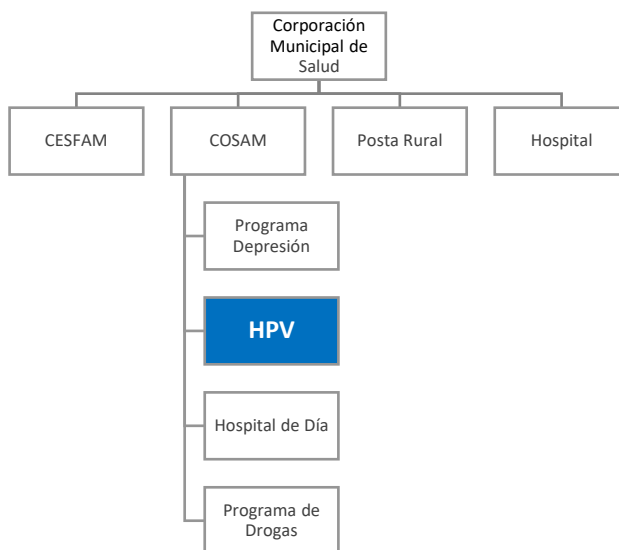 Corporación
Municipal de
Salud
CESFAM
COSAM
Posta Rural
Hospital
Programa
Depresión
HPV
Hospital de Día
Programa de
Drogas